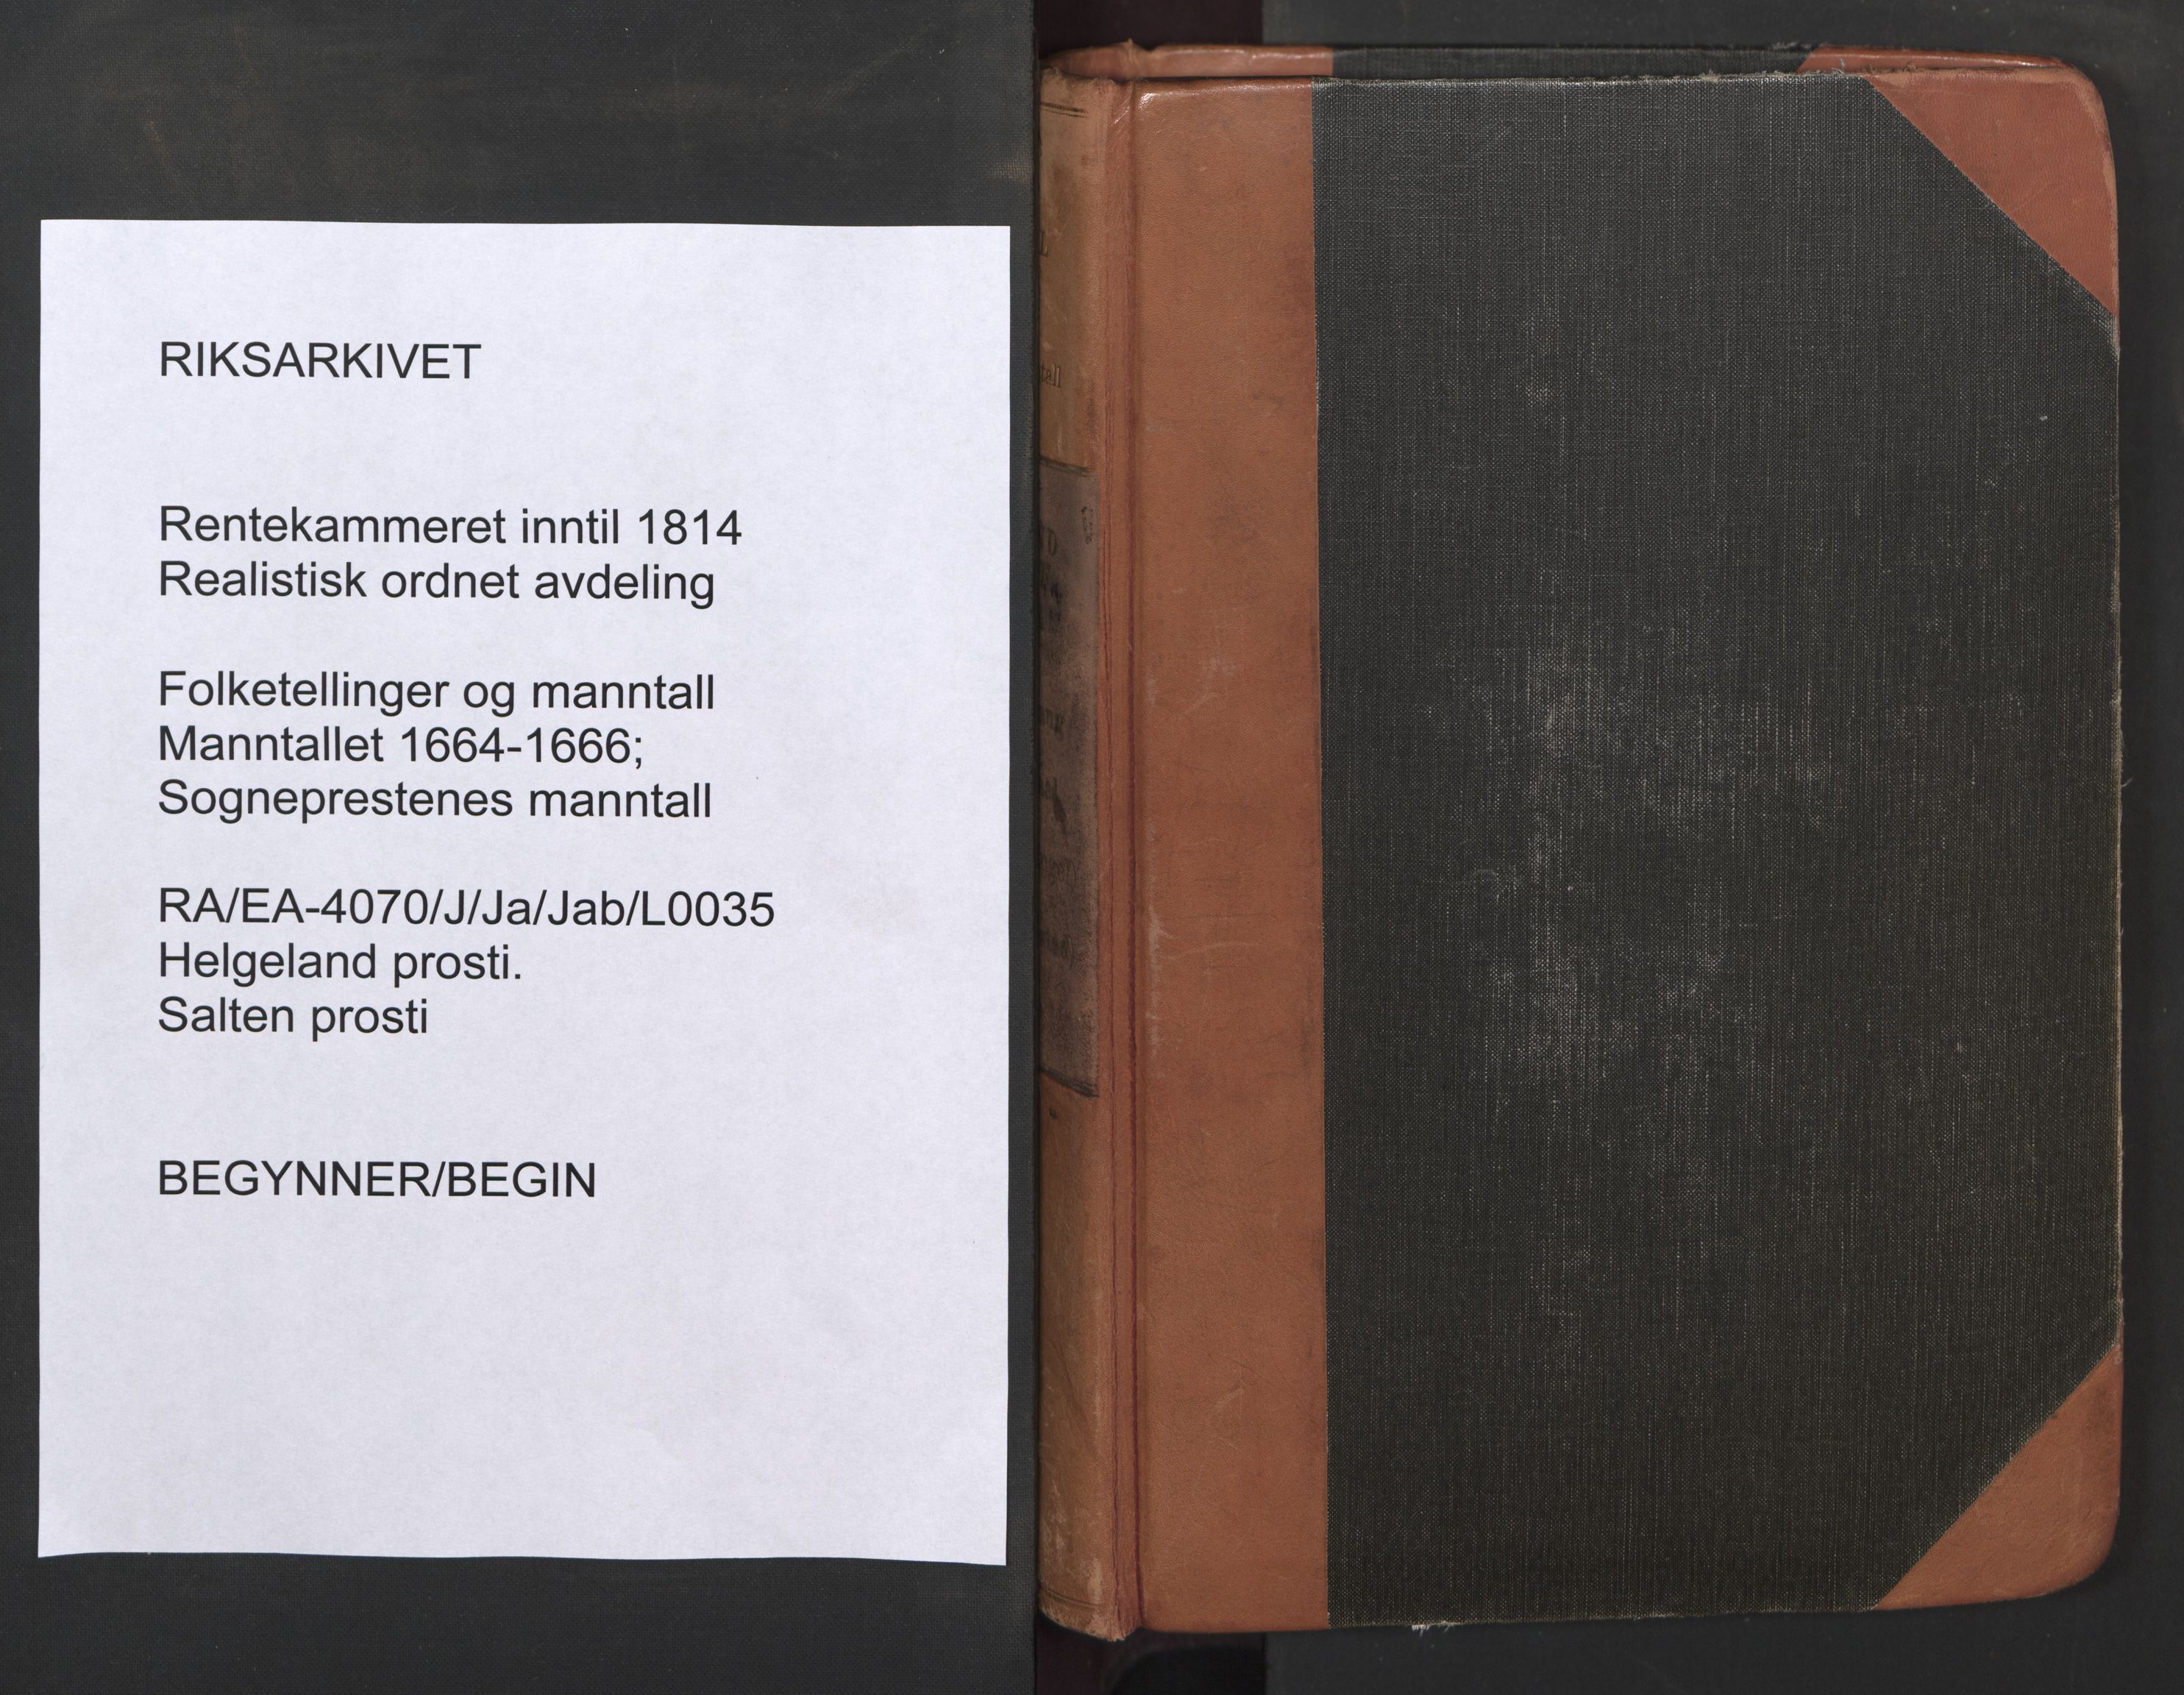 RIKSARKIVET
Rentekammeret inntil 1814
Realistisk ordnet avdeling
Folketellinger og manntall
Manntallet 1664-1666;
Sogneprestenes manntall
RA/EA-4070/J/Ja/Jab/L0035
Helgeland prosti.
Salten prosti
BEGYNNER/BEGIN